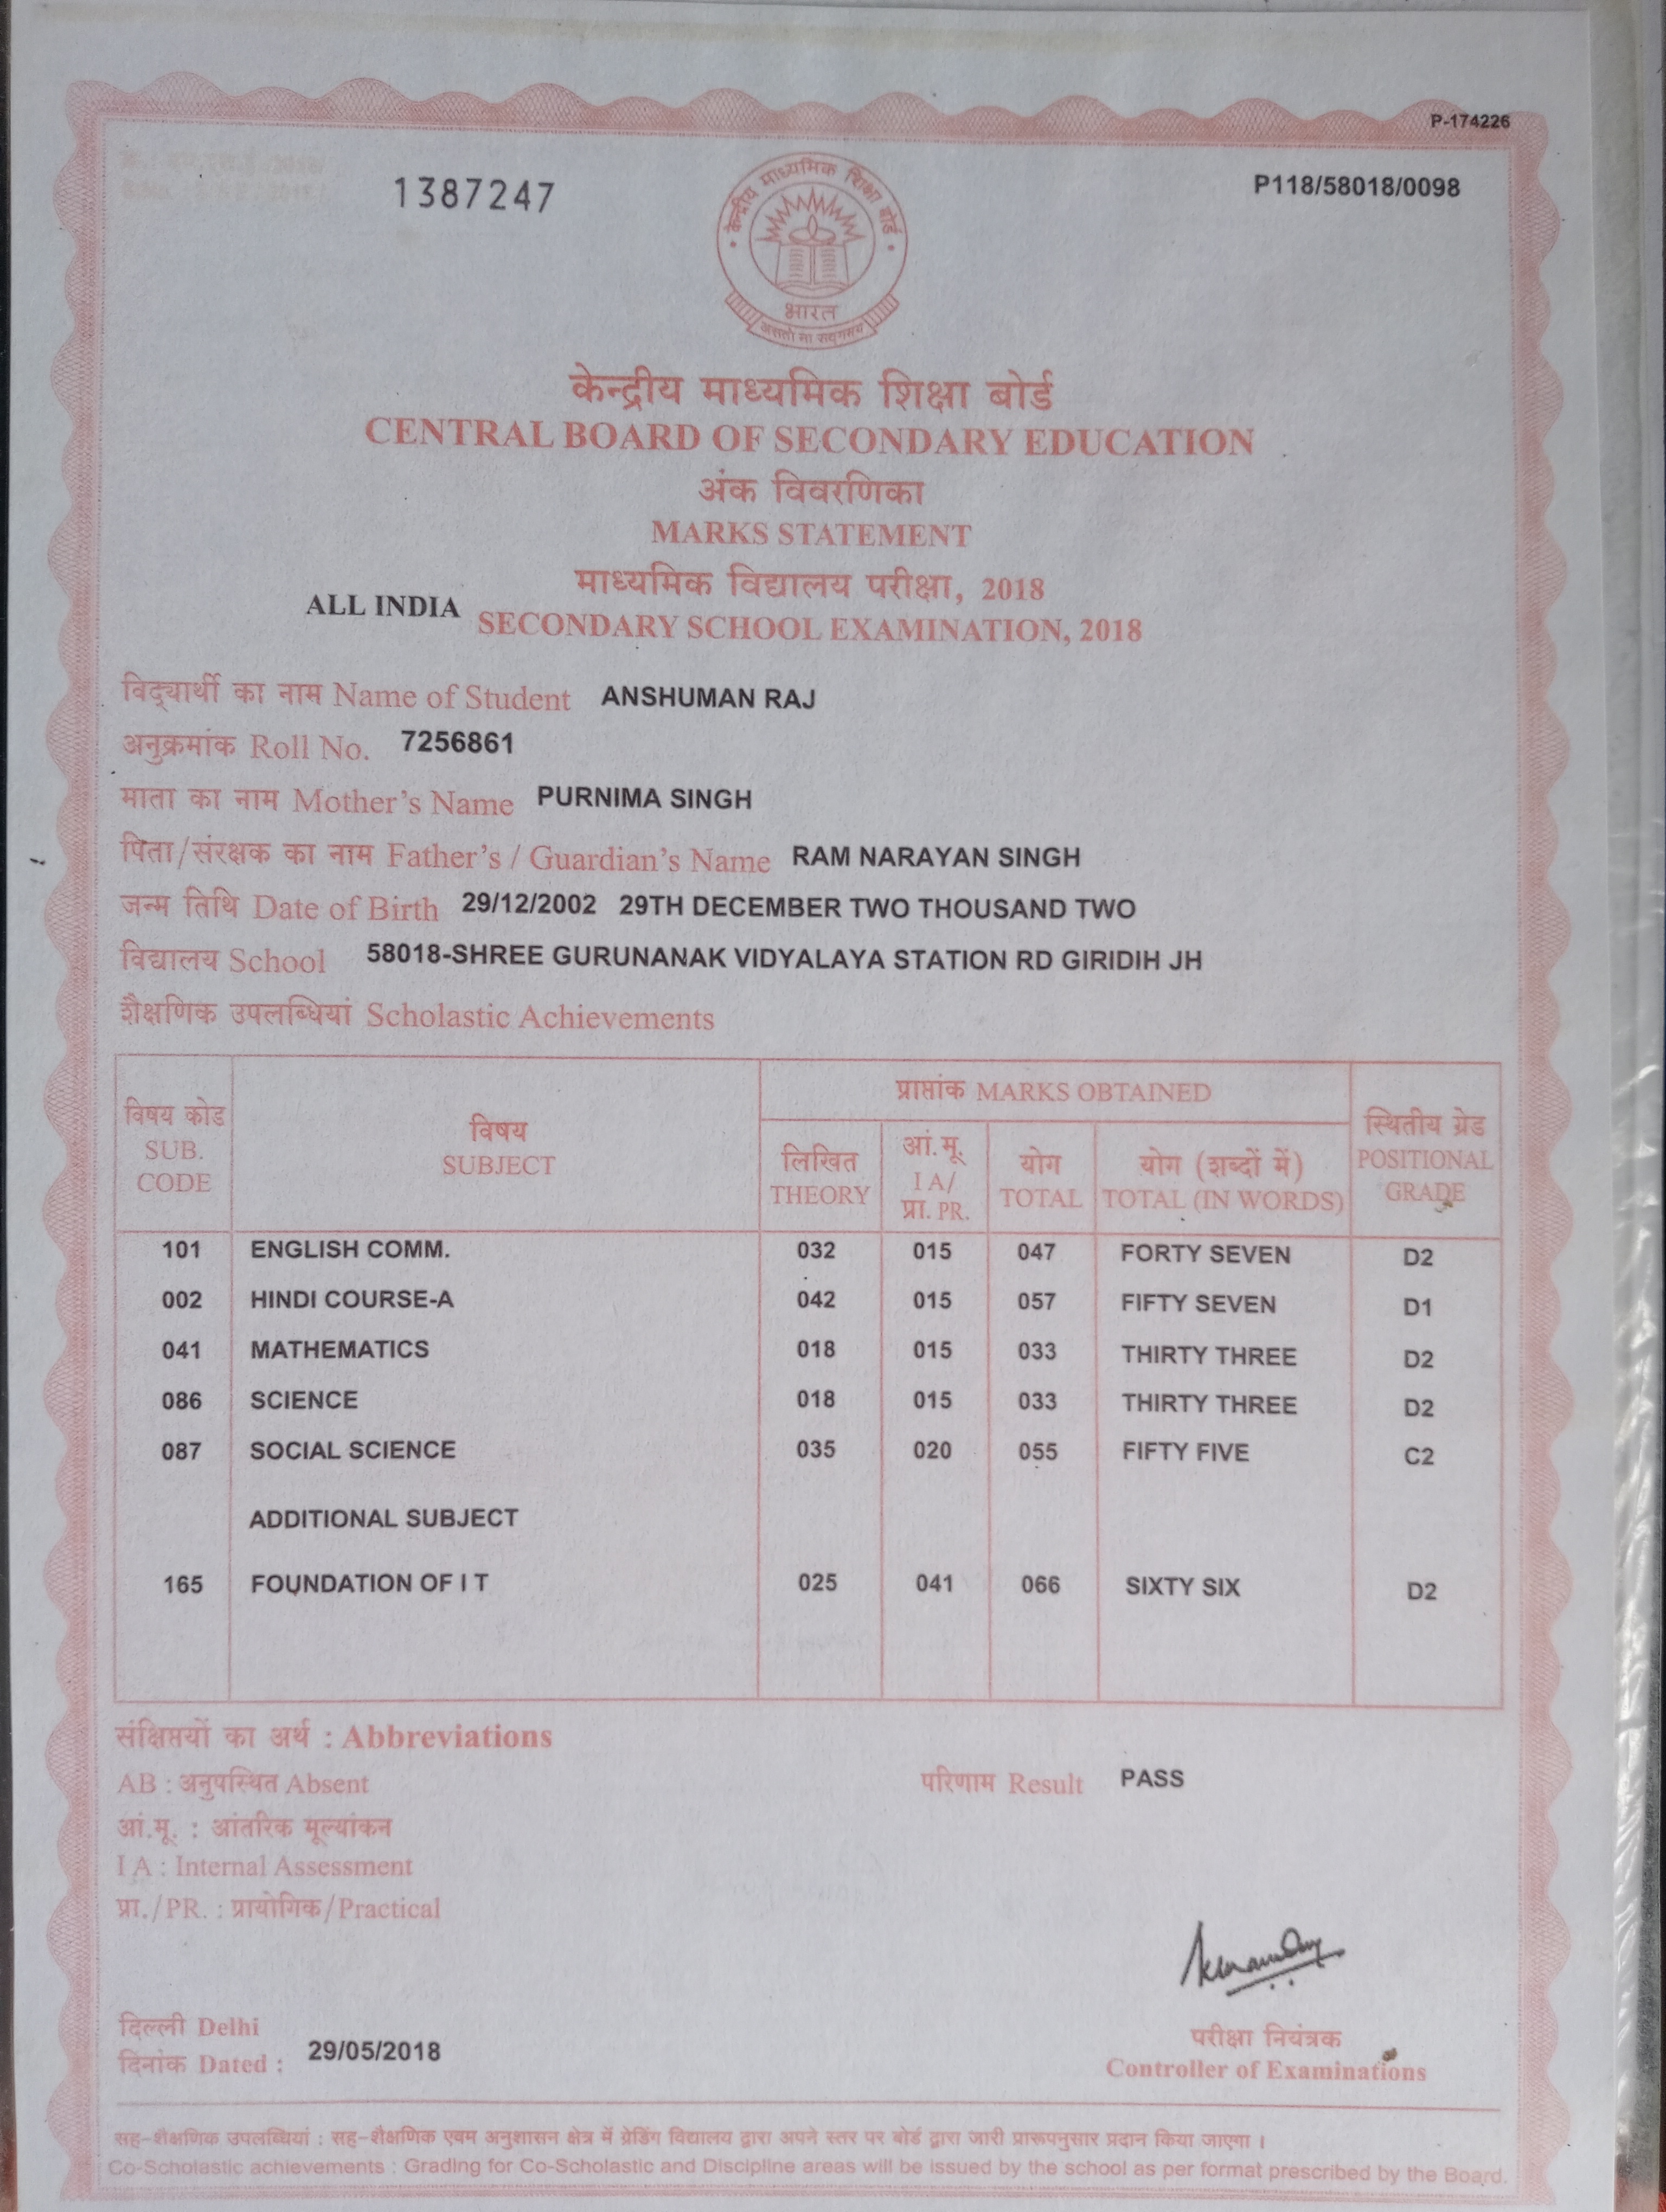 P-174226
1387247
P118/58018/0098
केन्द्रीय माध्यमिक शिक्षा बोर्ड
भारत
असतो मा सद्गमय
केन्द्रीय माध्यमिक शिक्षा बोर्ड
CENTRAL BOARD OF SECONDARY EDUCATION
अंक विवरणिका
MARKS STATEMENT
माध्यमिक विद्यालय परीक्षा, 2018
ALL INDIA SECONDARY SCHOOL EXAMINATION, 2018
विद्यार्थी का नाम Name of Student ANSHUMAN RAJ
अनुक्रमांक Roll No. 7256861
माता का नाम Mother's Name PURNIMA SINGH
पिता/संरक्षक का नाम Father's / Guardian's Name RAM NARAYAN SINGH
जन्म तिथि Date of Birth 29/12/2002 29TH DECEMBER TWO THOUSAND TWO
विद्यालय School 58018-SHREE GURUNANAK VIDYALAYA STATION RD GIRIDIH JH
शैक्षणिक उपलब्धियां Scholastic Achievements
विषय कोड SUB. CODE
विषय SUBJECT
प्राप्तांक MARKS OBTAINED
लिखित THEORY
आं.मू. I A/ प्रा. PR.
योग TOTAL
योग (शब्दों में) TOTAL (IN WORDS)
स्थितीय ग्रेड POSITIONAL GRADE
101 ENGLISH COMM. 032 015 047 FORTY SEVEN D2
002 HINDI COURSE-A 042 015 057 FIFTY SEVEN D1
041 MATHEMATICS 018 015 033 THIRTY THREE D2
086 SCIENCE 018 015 033 THIRTY THREE D2
087 SOCIAL SCIENCE 035 020 055 FIFTY FIVE C2
ADDITIONAL SUBJECT
165 FOUNDATION OF I T 025 041 066 SIXTY SIX D2
संक्षिप्तयों का अर्थ : Abbreviations
AB : अनुपस्थित Absent
परिणाम Result PASS
आं.मू. : आंतरिक मूल्यांकन
I A : Internal Assessment
प्रा./PR. : प्रायोगिक/Practical
दिल्ली Delhi
दिनांक Dated : 29/05/2018
परीक्षा नियंत्रक
Controller of Examinations
सह-शैक्षणिक उपलब्धियां : सह-शैक्षणिक एवम अनुशासन क्षेत्र में ग्रेडिंग विद्यालय द्वारा अपने स्तर पर बोर्ड द्वारा जारी प्रारूपनुसार प्रदान किया जाएगा ।
Co-Scholastic achievements : Grading for Co-Scholastic and Discipline areas will be issued by the school as per format prescribed by the Board.